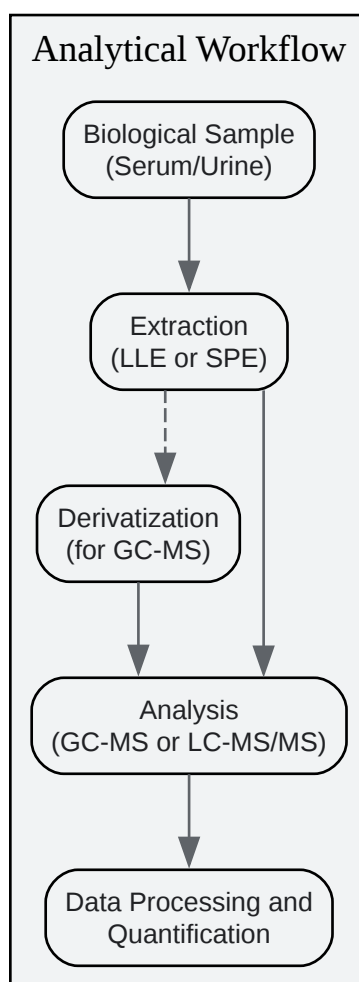 Analytical Workflow
Biological Sample
(Serum/Urine)
Extraction
(LLE or SPE)
Derivatization
(for GC-MS)
Analysis
(GC-MS or LC-MS/MS)
Data Processing and
Quantification